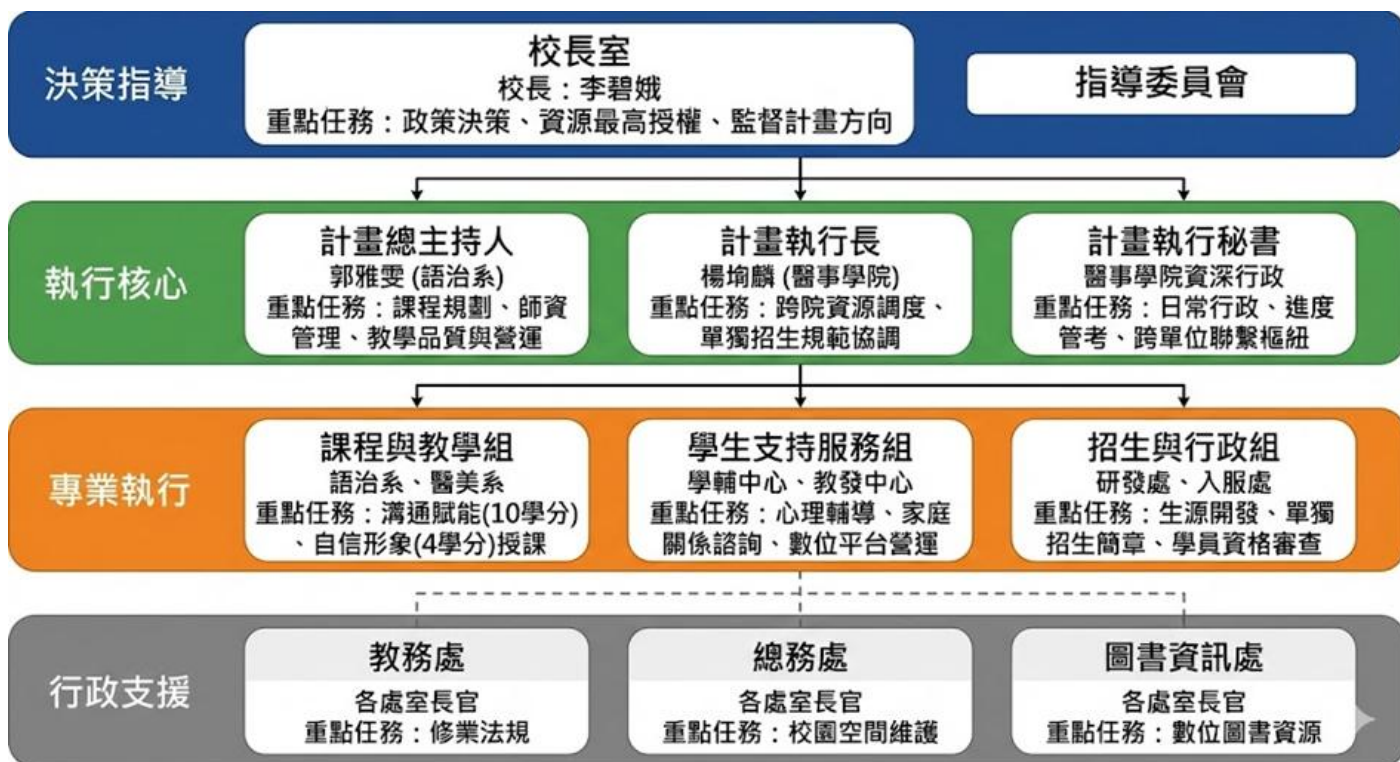 決策指導
校長室
校長：李碧娥
重點任務：政策決策、資源最高授權、監督計畫方向
指導委員會
執行核心
計畫總主持人
郭雅雯 (語治系)
重點任務：課程規劃、師資
管理、教學品質與營運
計畫執行長
楊垧麟 (醫事學院)
重點任務：跨院資源調度、
單獨招生規範協調
計畫執行秘書
醫事學院資深行政
重點任務：日常行政、進度
管考、跨單位聯繫樞紐
專業執行
課程與教學組
語治系、醫美系
重點任務：溝通賦能(10學分)
、自信形象(4學分)授課
學生支持服務組
學輔中心、教發中心
重點任務：心理輔導、家庭
關係諮詢、數位平台營運
招生與行政組
研發處、入服處
重點任務：生源開發、單獨
招生簡章、學員資格審查
行政支援
教務處
各處室長官
重點任務：修業法規
總務處
各處室長官
重點任務：校園空間維護
圖書資訊處
各處室長官
重點任務：數位圖書資源